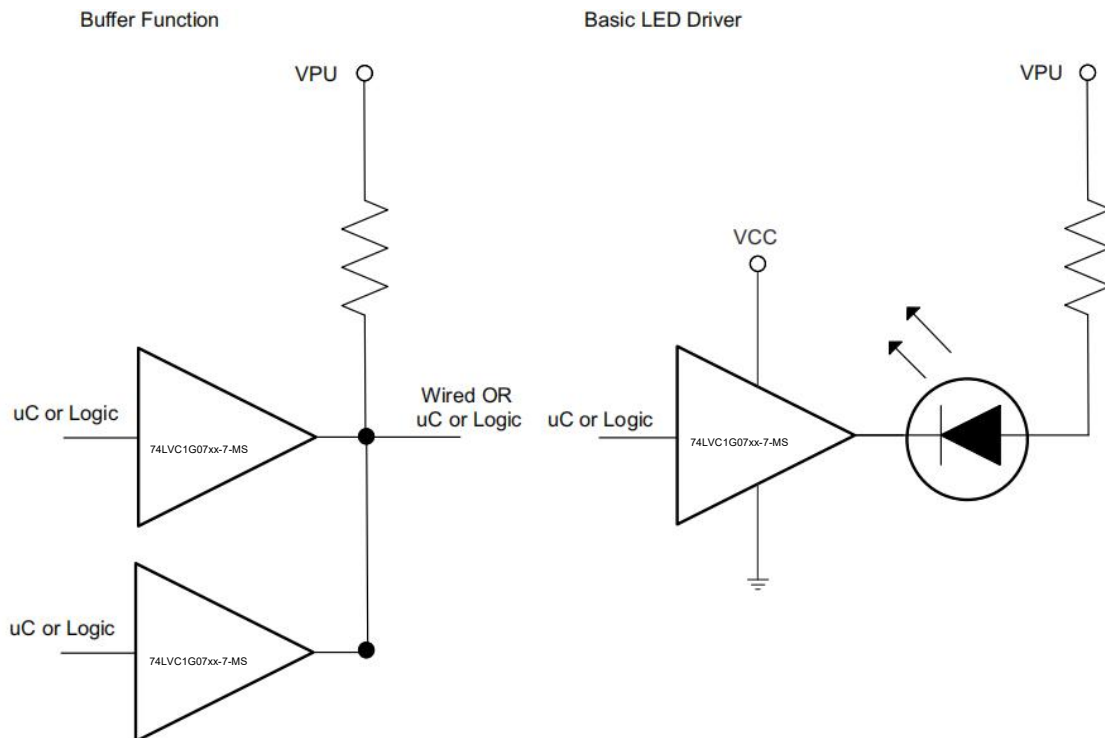 Buffer Function
Basic LED Driver
VPU
VPU
VCC
uC or Logic
74LVC1G07xx-7-MS
Wired OR
uC or Logic
uC or Logic
74LVC1G07xx-7-MS
uC or Logic
74LVC1G07xx-7-MS